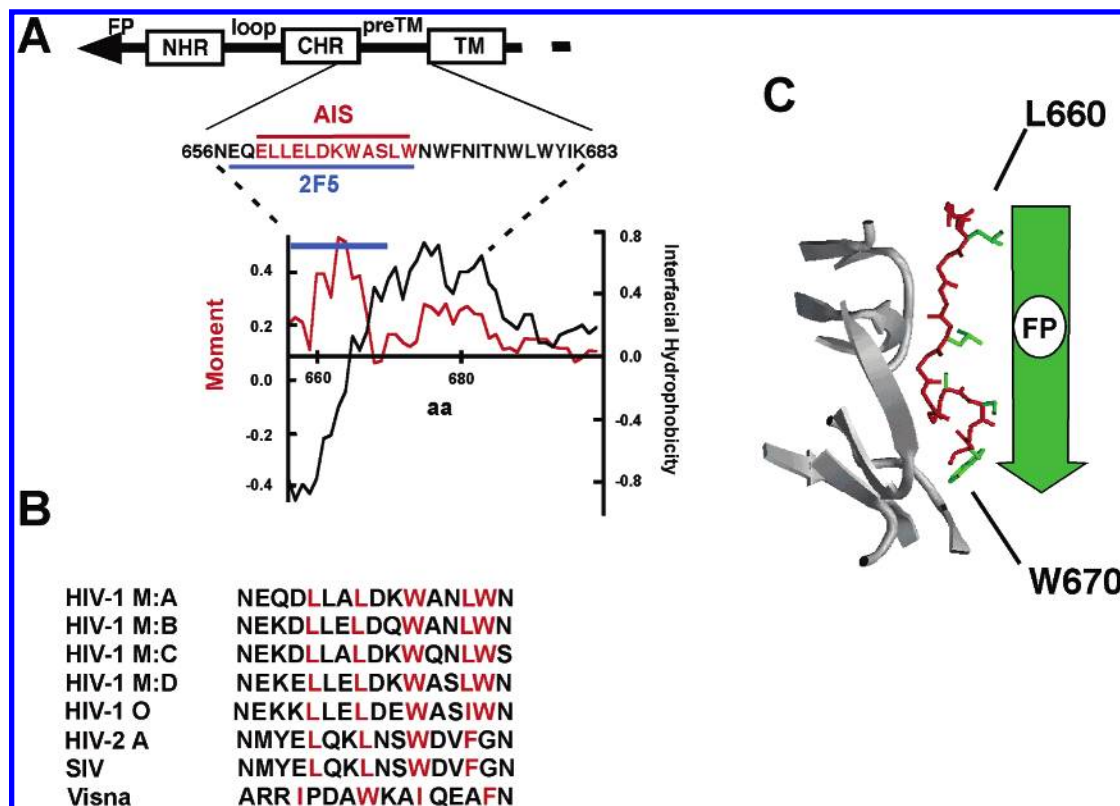 A
FP
NHR
loop
CHR
preTM
TM
AIS
656NEQELLELDKWASLWNWFNITNWLWYIK683
2F5
0.4
0.2
0.0
-0.2
-0.4
Moment
660
680
aa
0.8
0.4
0.0
-0.4
-0.8
Interfacial Hydrophobicity
B
HIV-1 M:A NEQDLLALDKWANLWN
HIV-1 M:B NEKDLLELDQWANLWN
HIV-1 M:C NEKDLLALDKWQNLWS
HIV-1 M:D NEKELLELDKWASLWN
HIV-1 O NEKKLLELDEWASIWN
HIV-2 A NMYELQKLNSWDVFGN
SIV NMYELQKLNSWDVFGN
Visna ARRIPDAWKAIQEAFN
C
L660
FP
W670